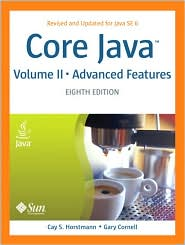 Revised and Updated for Java SE 6
Core Java™
Volume II • Advanced Features
EIGHTH EDITION
Java
Sun
Cay S. Horstmann • Gary Cornell